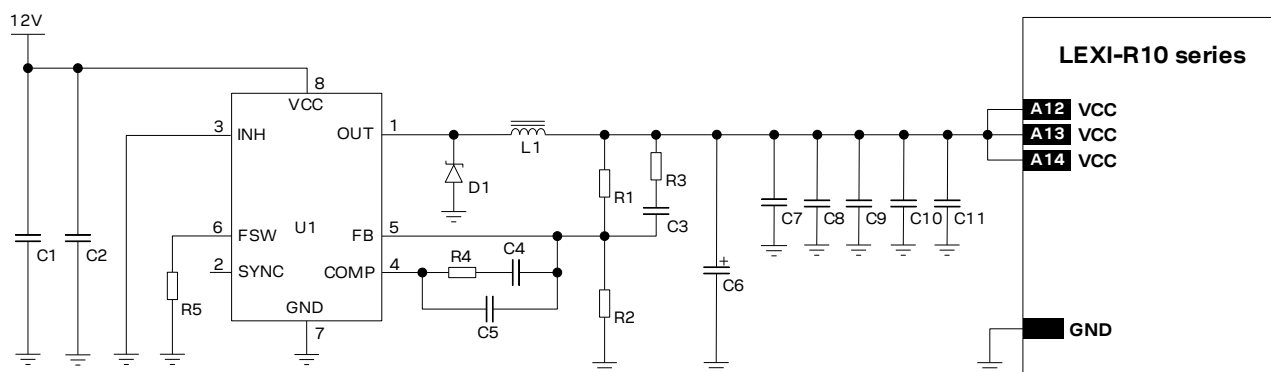 12V
LEXI-R10 series
8
VCC
3 INH
OUT 1
A12 VCC
A13 VCC
A14 VCC
L1
D1
R1
R3
C3
C7
C8
C9
C10
C11
6 FSW
U1
FB 5
C1
C2
2 SYNC
COMP 4
R4
C4
+
C6
R5
GND
7
C5
R2
GND